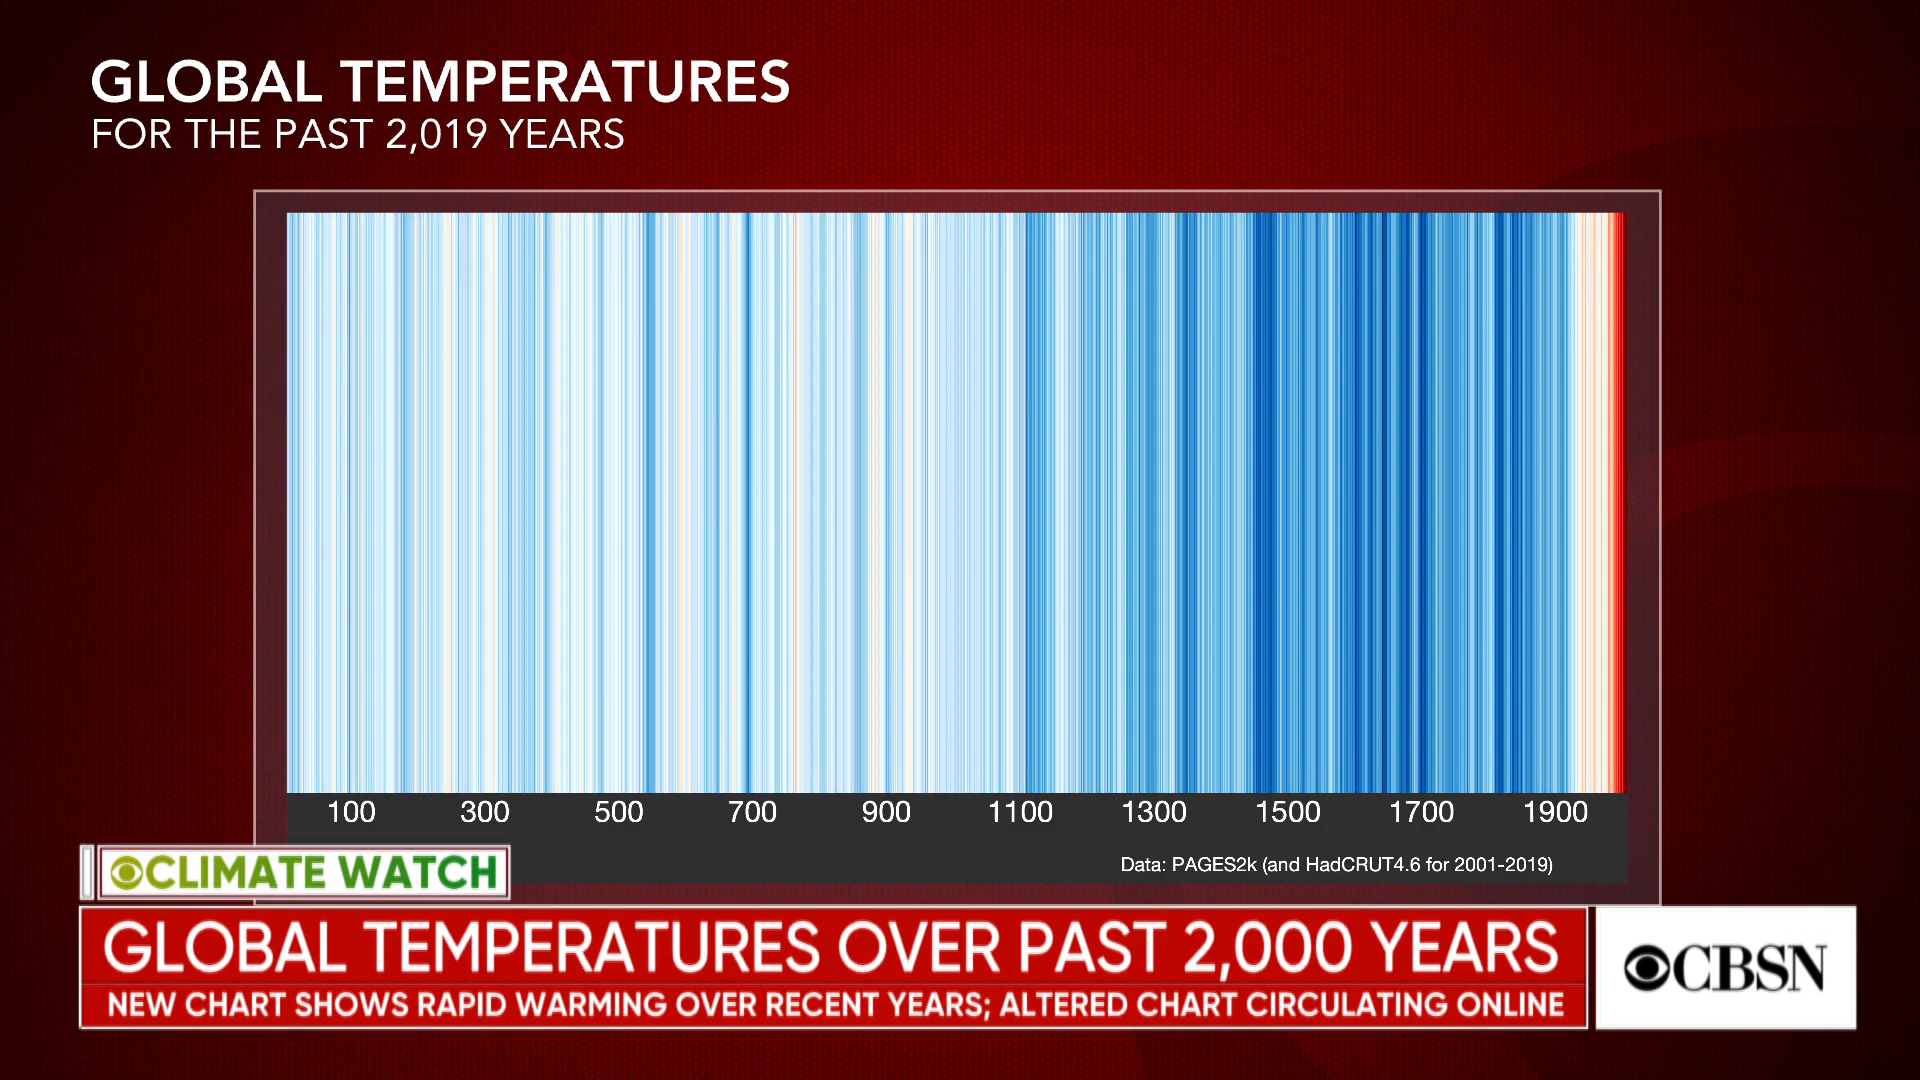 GLOBAL TEMPERATURES
FOR THE PAST 2,019 YEARS
100 300 500 700 900 1100 1300 1500 1700 1900
Data: PAGES2k (and HadCRUT4.6 for 2001-2019)
CLIMATE WATCH
GLOBAL TEMPERATURES OVER PAST 2,000 YEARS
NEW CHART SHOWS RAPID WARMING OVER RECENT YEARS; ALTERED CHART CIRCULATING ONLINE
CBSN